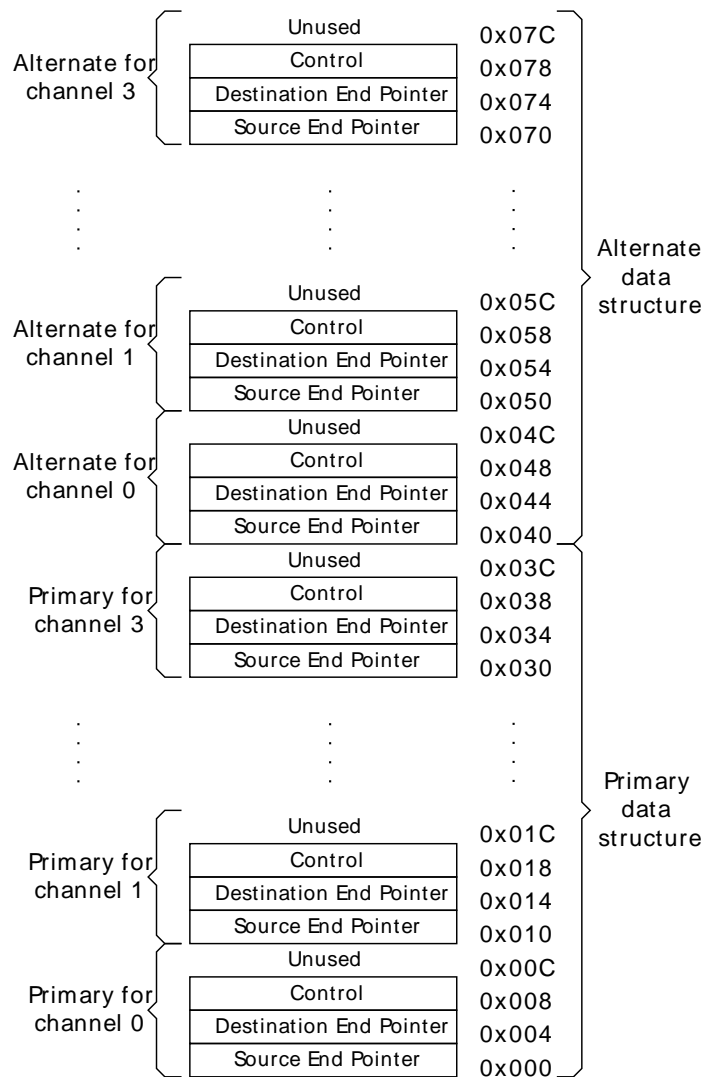 Unused 0x07C
Alternate for channel 3
Control 0x078
Destination End Pointer 0x074
Source End Pointer 0x070
Alternate
data
structure
Unused 0x05C
Alternate for channel 1
Control 0x058
Destination End Pointer 0x054
Source End Pointer 0x050
Unused 0x04C
Alternate for channel 0
Control 0x048
Destination End Pointer 0x044
Source End Pointer 0x040
Unused 0x03C
Primary for channel 3
Control 0x038
Destination End Pointer 0x034
Source End Pointer 0x030
Primary
data
structure
Unused 0x01C
Primary for channel 1
Control 0x018
Destination End Pointer 0x014
Source End Pointer 0x010
Unused 0x00C
Primary for channel 0
Control 0x008
Destination End Pointer 0x004
Source End Pointer 0x000